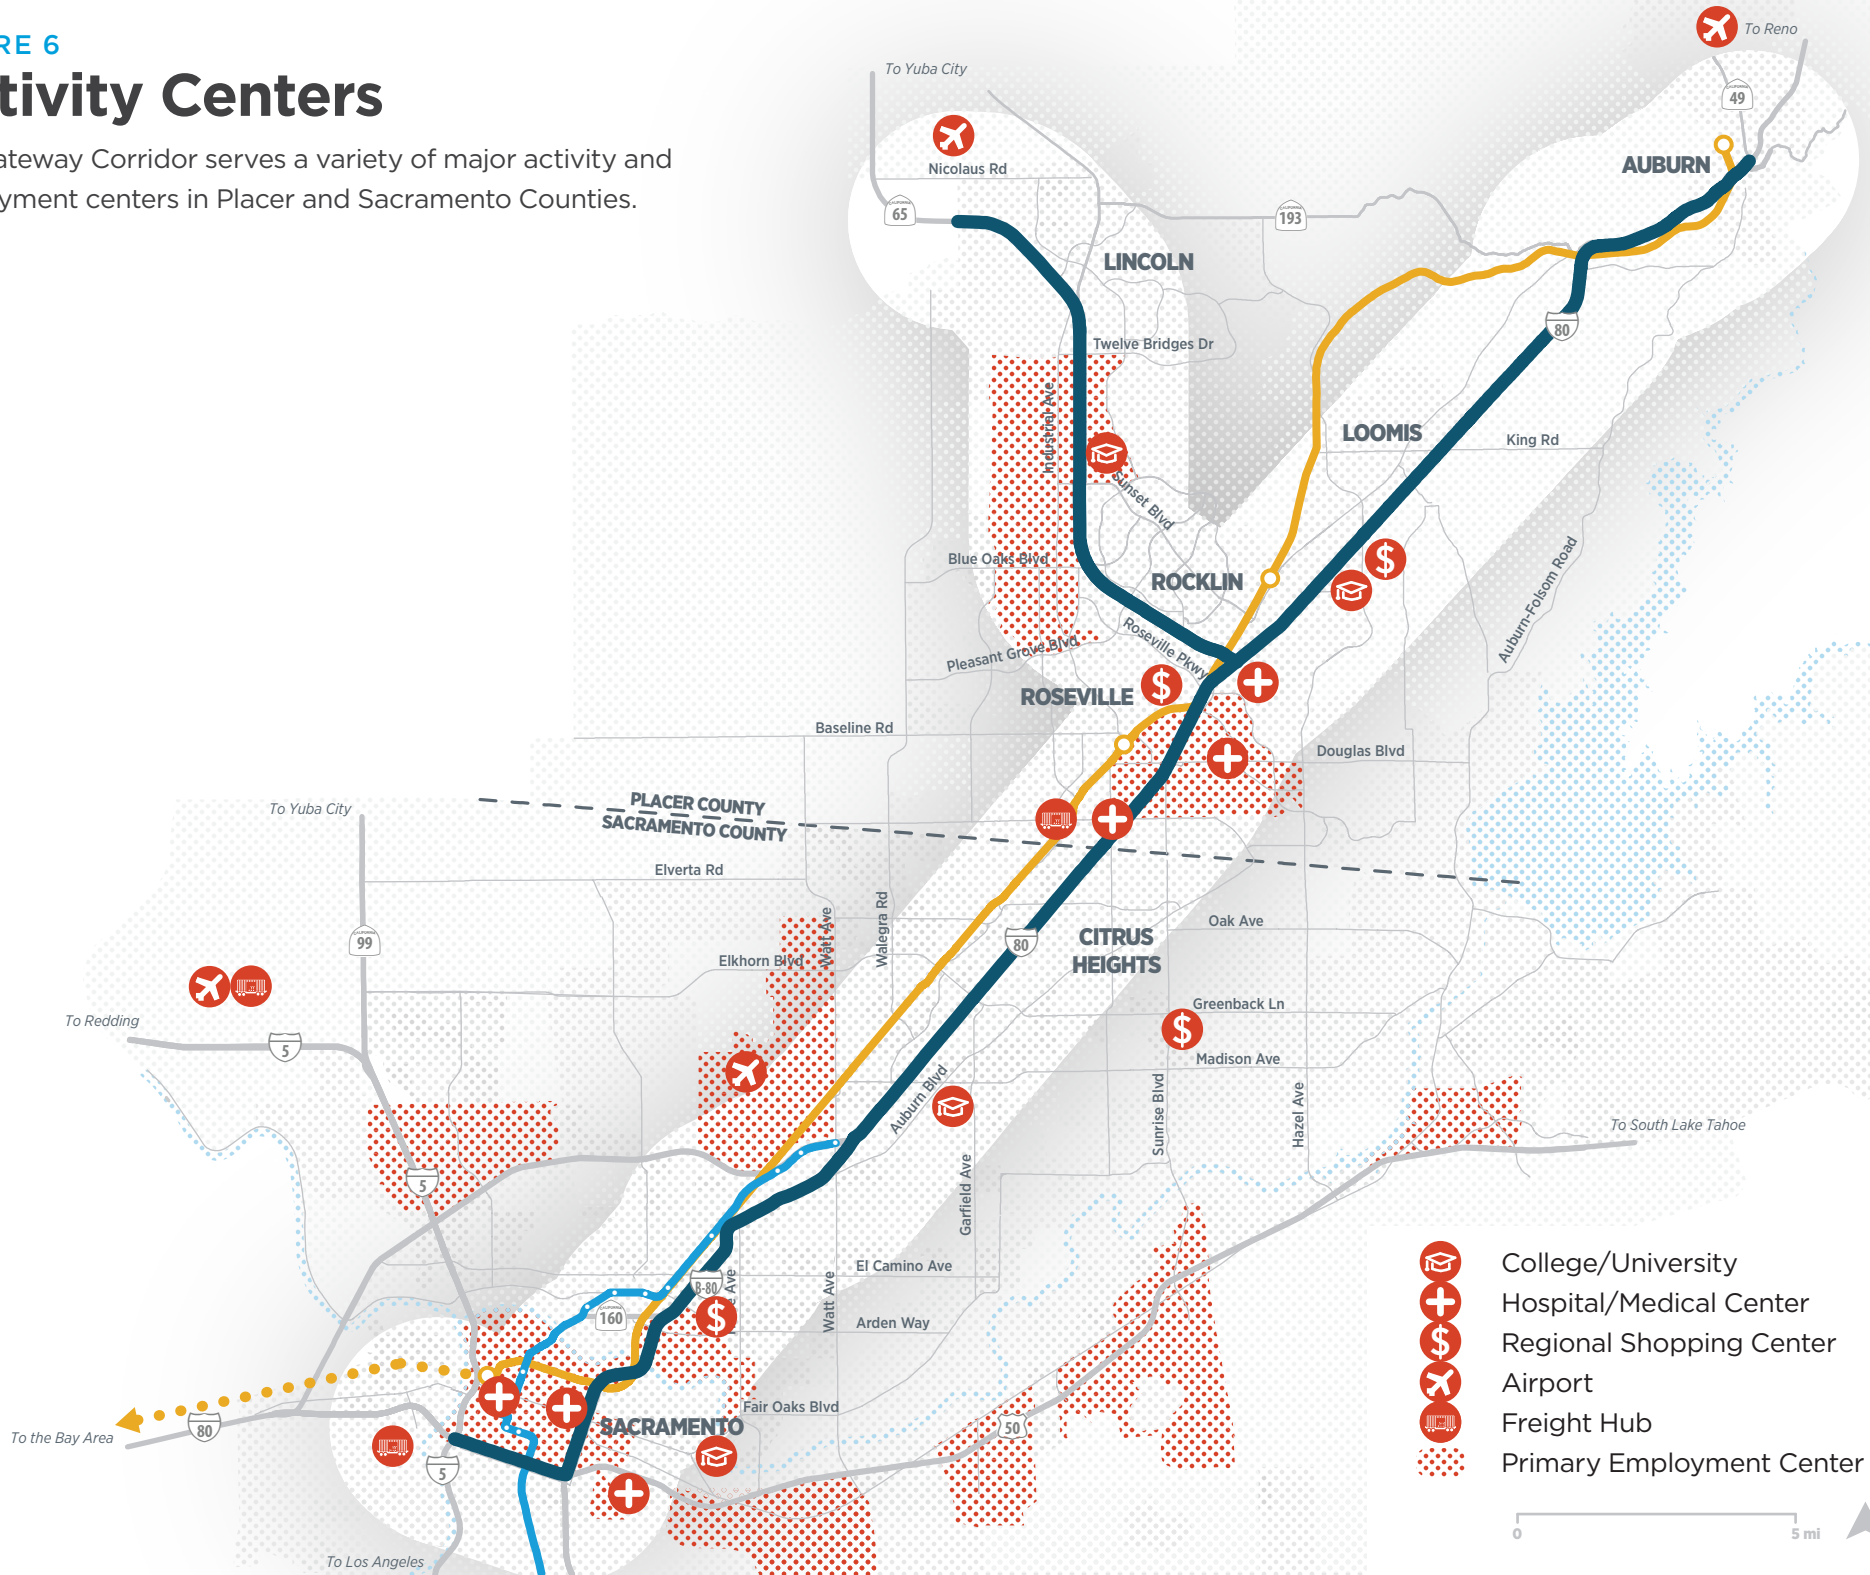 RE 6
tivity Centers
ateway Corridor serves a variety of major activity and
yment centers in Placer and Sacramento Counties.
To Reno
49
To Yuba City
Nicolaus Rd
AUBURN
65
193
LINCOLN
80
Twelve Bridges Dr
Industrial Ave
LOOMIS
King Rd
Sunset Blvd
Blue Oaks Blvd
ROCKLIN
Auburn-Folsom Road
Roseville Pkwy
Pleasant Grove Blvd
ROSEVILLE
Baseline Rd
Douglas Blvd
PLACER COUNTY
SACRAMENTO COUNTY
To Yuba City
Elverta Rd
Watt Ave
Walegra Rd
Oak Ave
99
80
CITRUS
HEIGHTS
Elkhorn Blvd
Greenback Ln
To Redding
5
Madison Ave
Auburn Blvd
Sunrise Blvd
Hazel Ave
To South Lake Tahoe
5
Garfield Ave
El Camino Ave
B-80
Ave
Watt Ave
160
Arden Way
Fair Oaks Blvd
SACRAMENTO
50
80
To the Bay Area
5
To Los Angeles
College/University
Hospital/Medical Center
Regional Shopping Center
Airport
Freight Hub
Primary Employment Center
0 5 mi